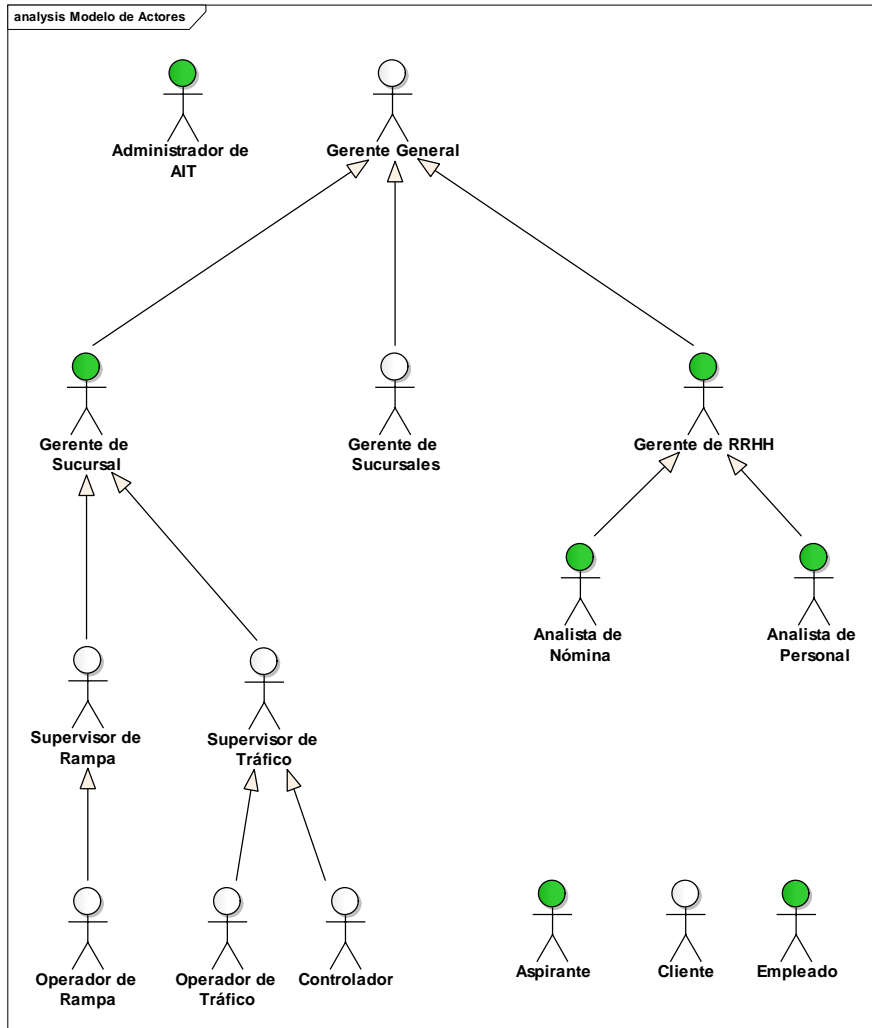 analysis Modelo de Actores
Administrador de
AIT
Gerente General
Gerente de
Sucursal
Gerente de
Sucursales
Gerente de RRHH
Analista de
Nómina
Analista de
Personal
Supervisor de
Rampa
Supervisor de
Tráfico
Operador de
Rampa
Operador de
Tráfico
Controlador
Aspirante
Cliente
Empleado